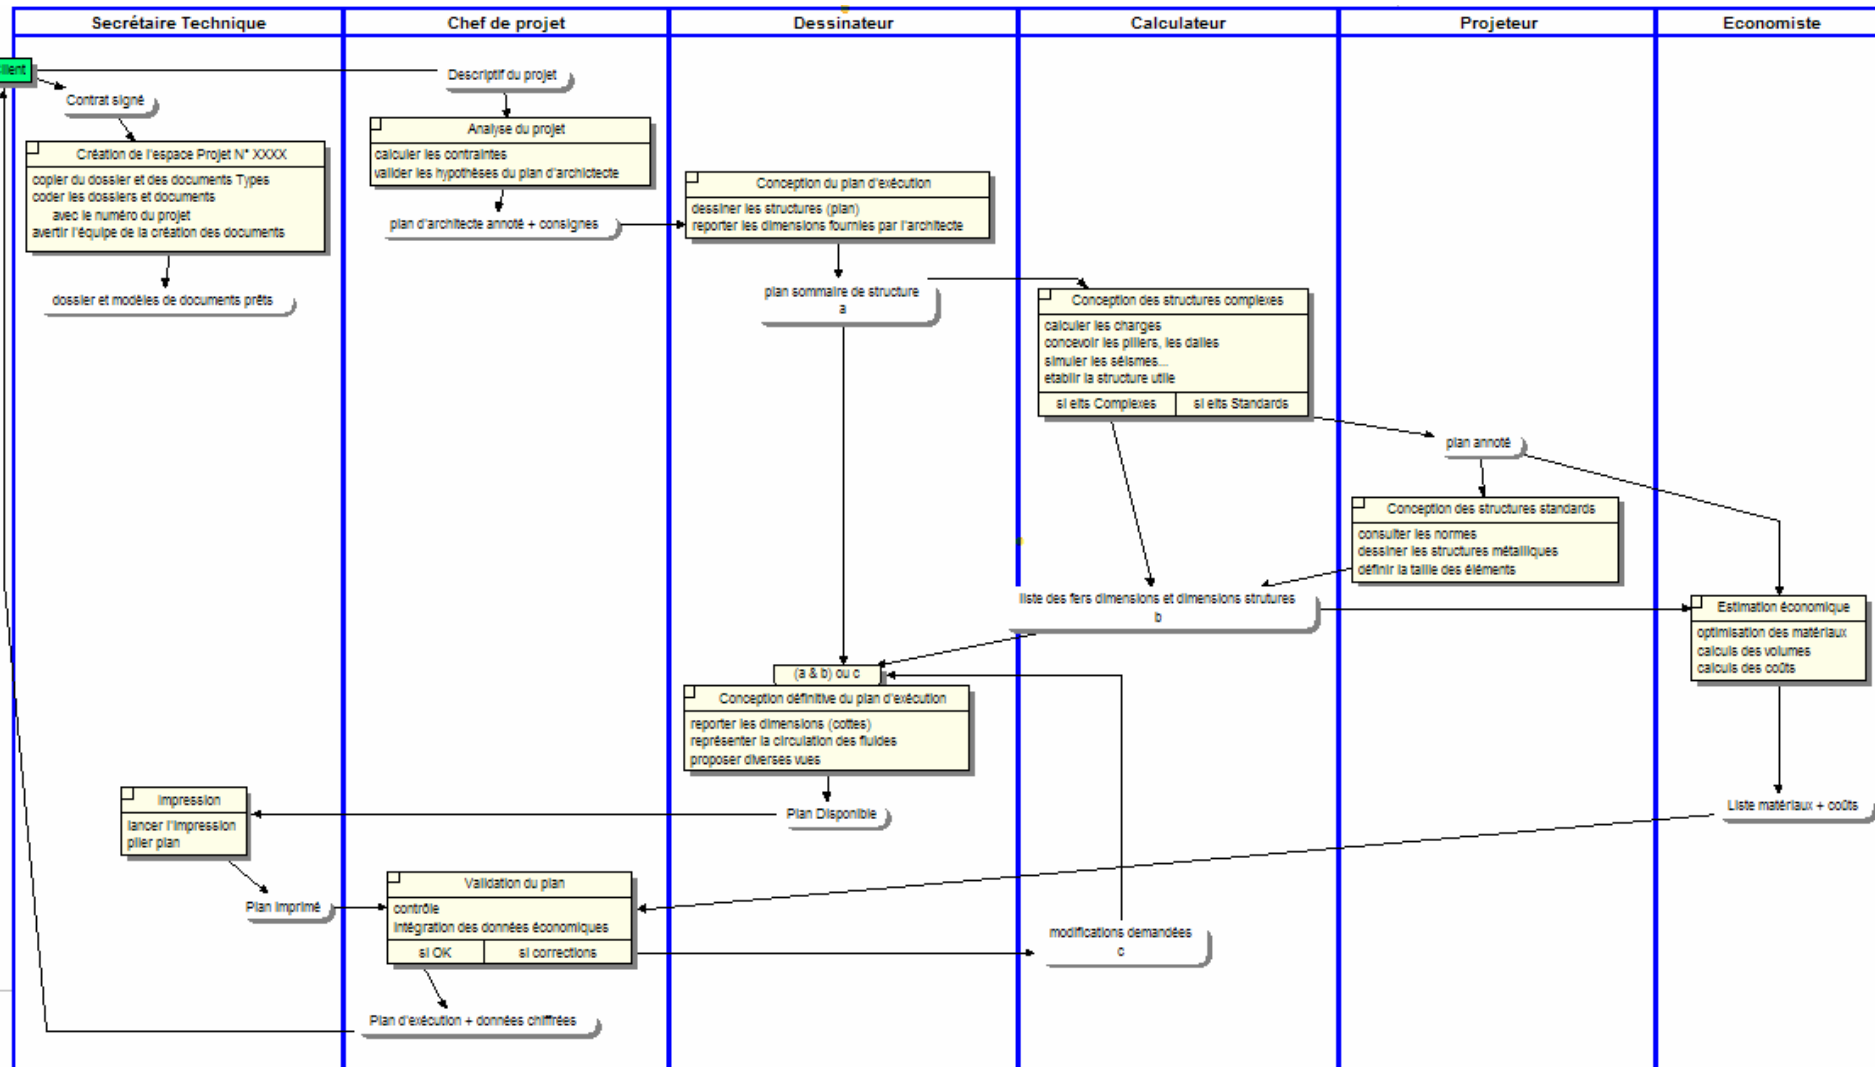 Secrétaire Technique
Chef de projet
Dessinateur
Calculateur
Projeteur
Economiste
Client
Descriptif du projet
Contrat signé
Analyse du projet
calculer les contraintes
valider les hypothèses du plan d'archictecte
Création de l'espace Projet N° XXXX
copier du dossier et des documents Types
coder les dossiers et documents
avec le numéro du projet
avertir l'équipe de la création des documents
Conception du plan d'exécution
dessiner les structures (plan)
reporter les dimensions fournies par l'architecte
plan d'architecte annoté + consignes
dossier et modèles de documents prêts
plan sommaire de structure
a
Conception des structures complexes
calculer les charges
concevoir les piliers, les dalles
simuler les séismes...
etablir la structure utile
si elts Complexes
si elts Standards
plan annoté
Conception des structures standards
consulter les normes
dessiner les structures métalliques
définir la taille des éléments
liste des fers dimensions et dimensions strutures
b
Estimation économique
optimisation des matériaux
calculs des volumes
calculs des coûts
(a & b) ou c
Conception définitive du plan d'exécution
reporter les dimensions (cottes)
représenter la circulation des fluides
proposer diverses vues
Impression
lancer l'impression
plier plan
Plan Disponible
Liste matériaux + coûts
Plan Imprimé
Validation du plan
contrôle
intégration des données économiques
si OK
si corrections
modifications demandées
c
Plan d'exécution + données chiffrées